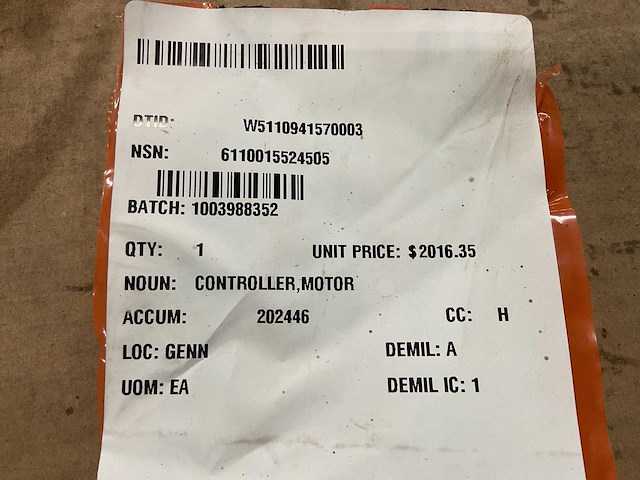 DTID: W5110941570003
NSN: 6110015524505
BATCH: 1003988352
QTY: 1 UNIT PRICE: $2016.35
NOUN: CONTROLLER,MOTOR
ACCUM: 202446 CC: H
LOC: GENN DEMIL: A
UOM: EA DEMIL IC: 1